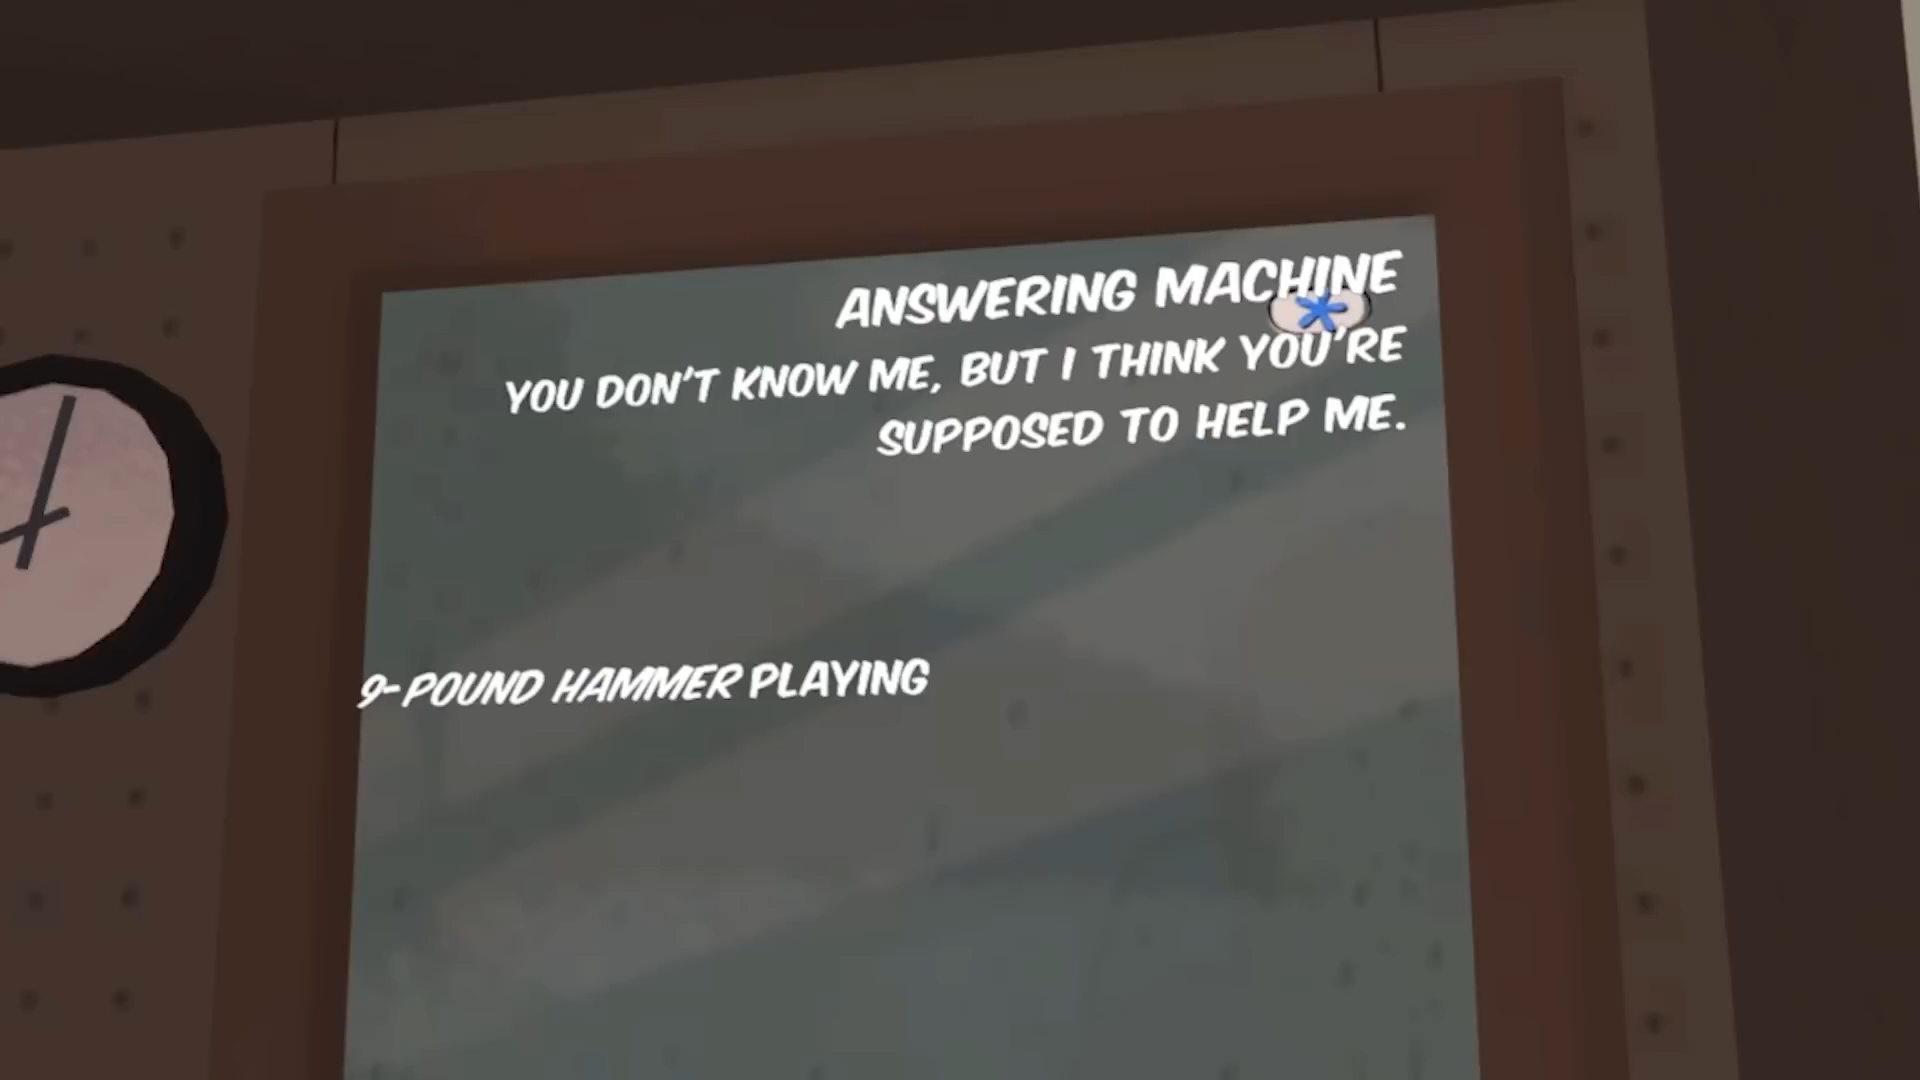 ANSWERING MACHINE
YOU DON'T KNOW ME, BUT I THINK YOU'RE
SUPPOSED TO HELP ME.
9-POUND HAMMER PLAYING